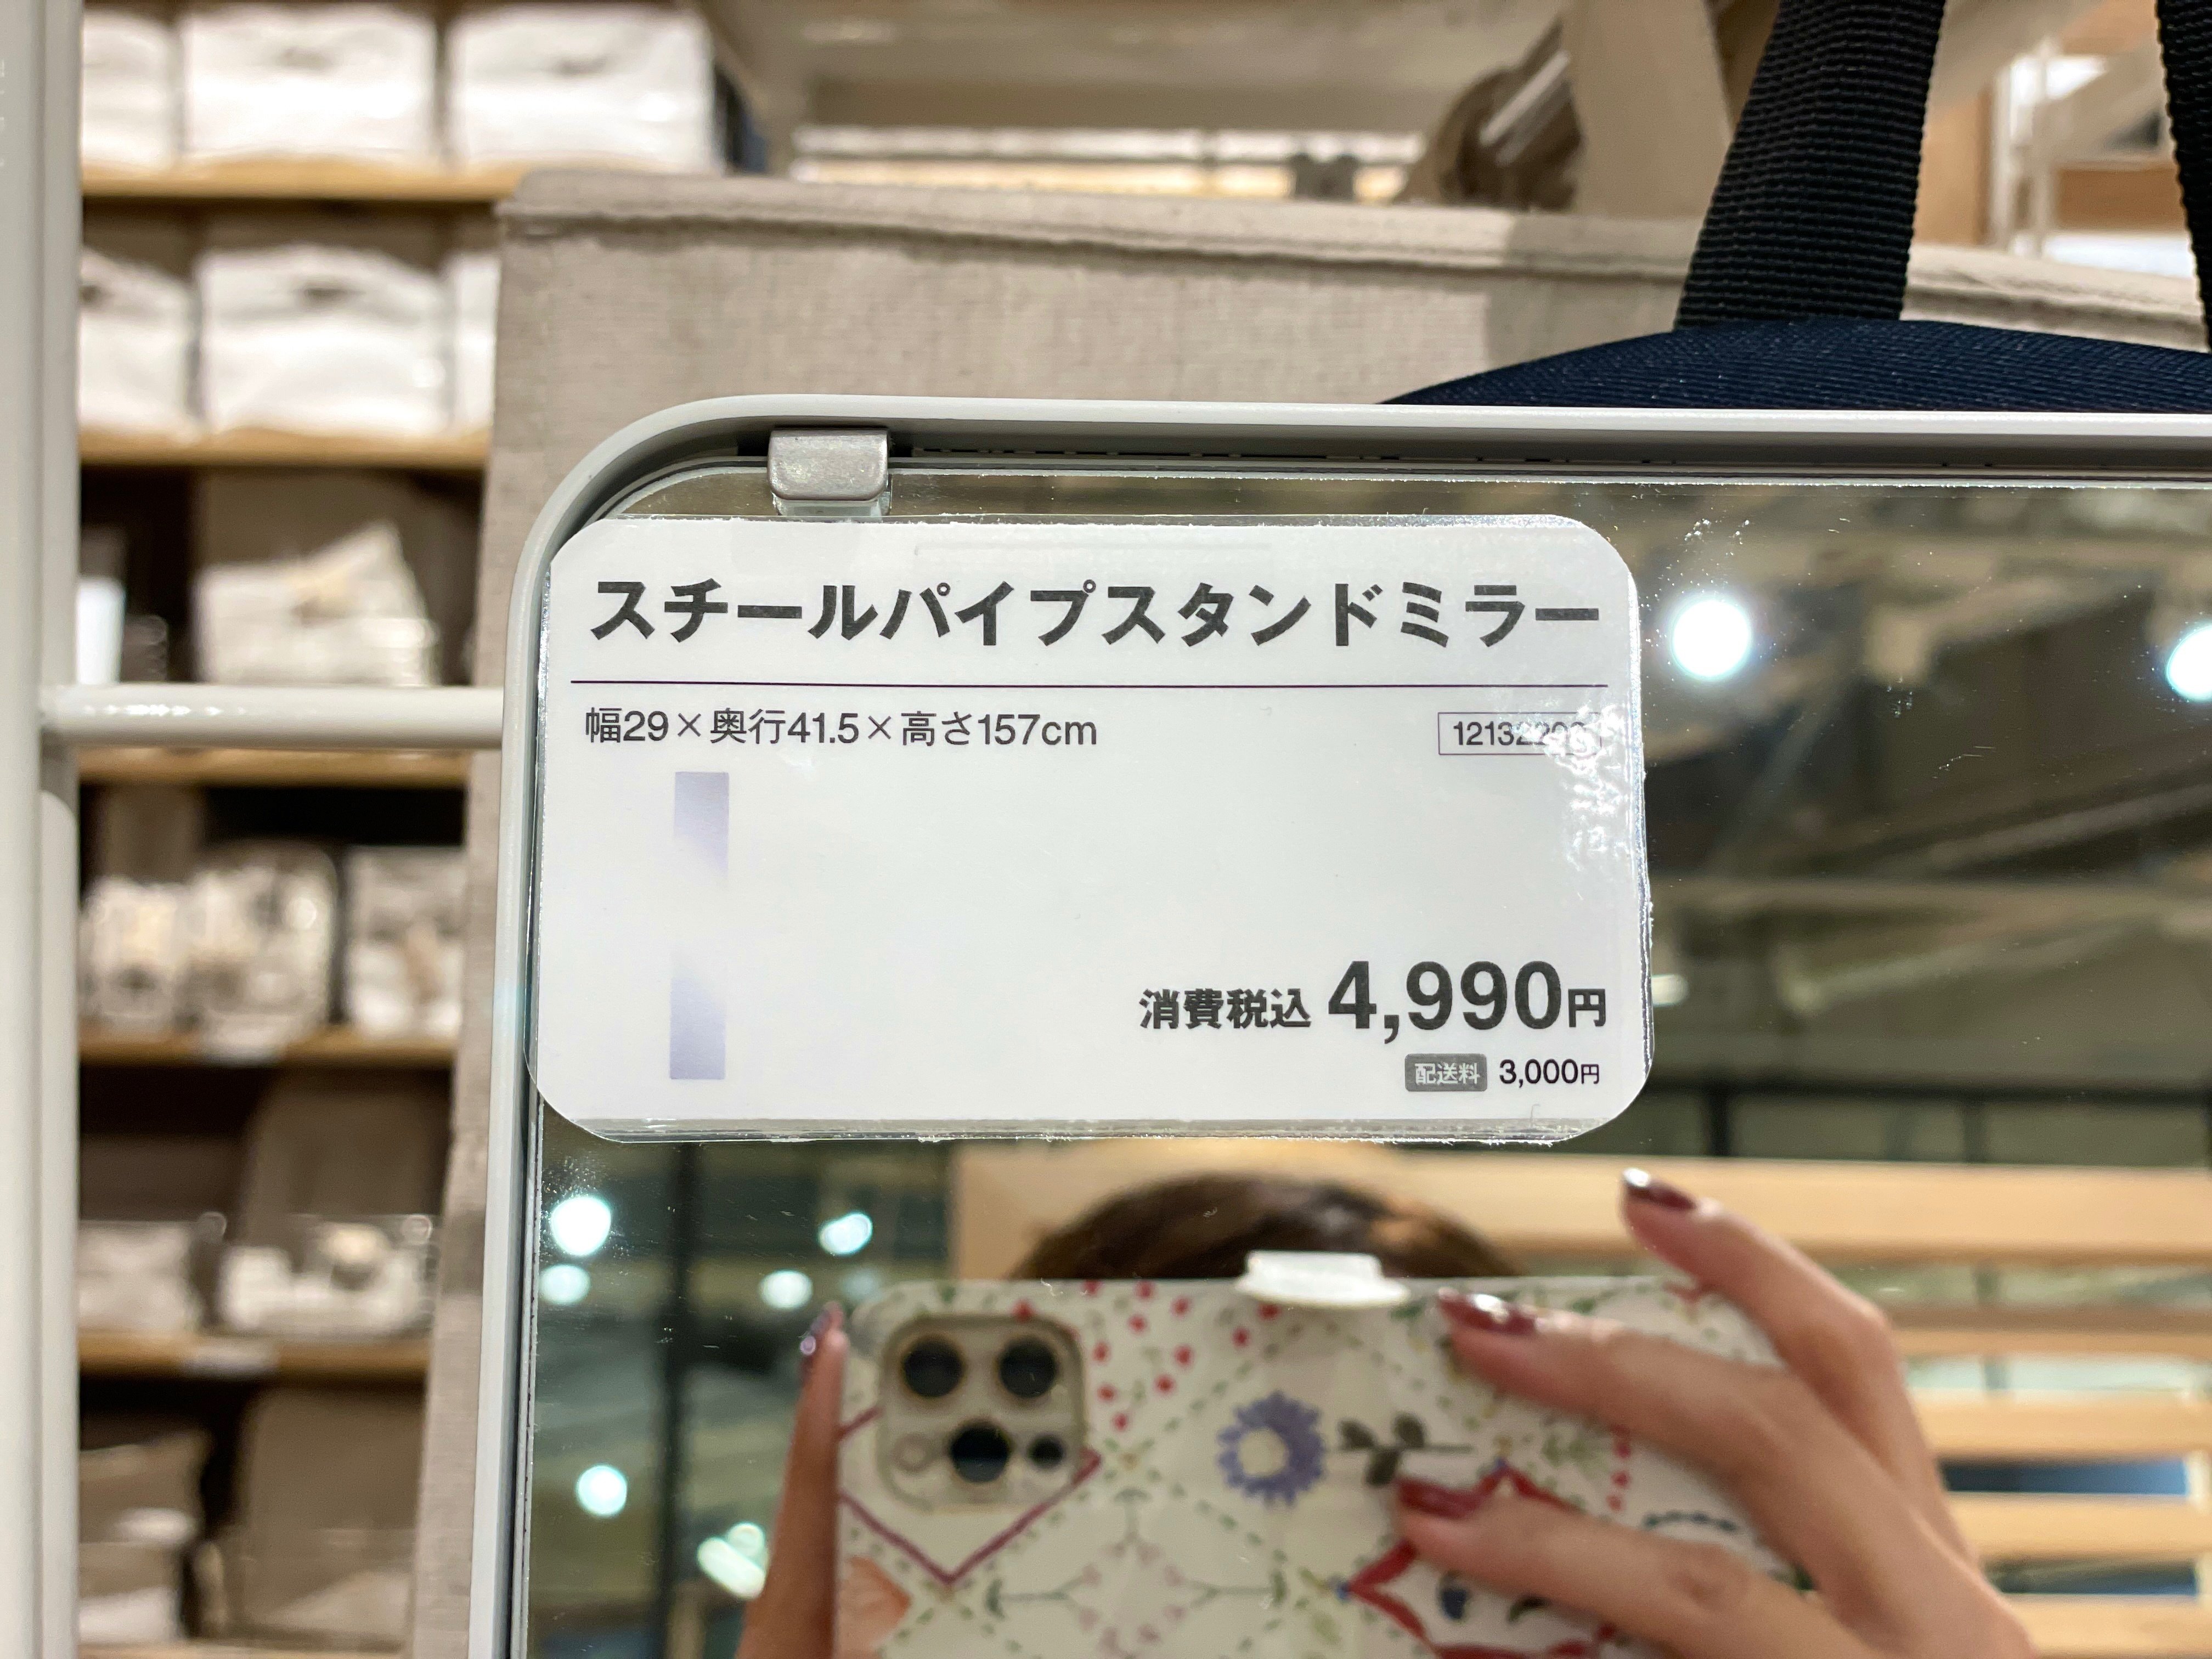 スチールパイプスタンドミラー
幅29×奥行41.5×高さ157cm
消費税込 4,990円
配送料 3,000円